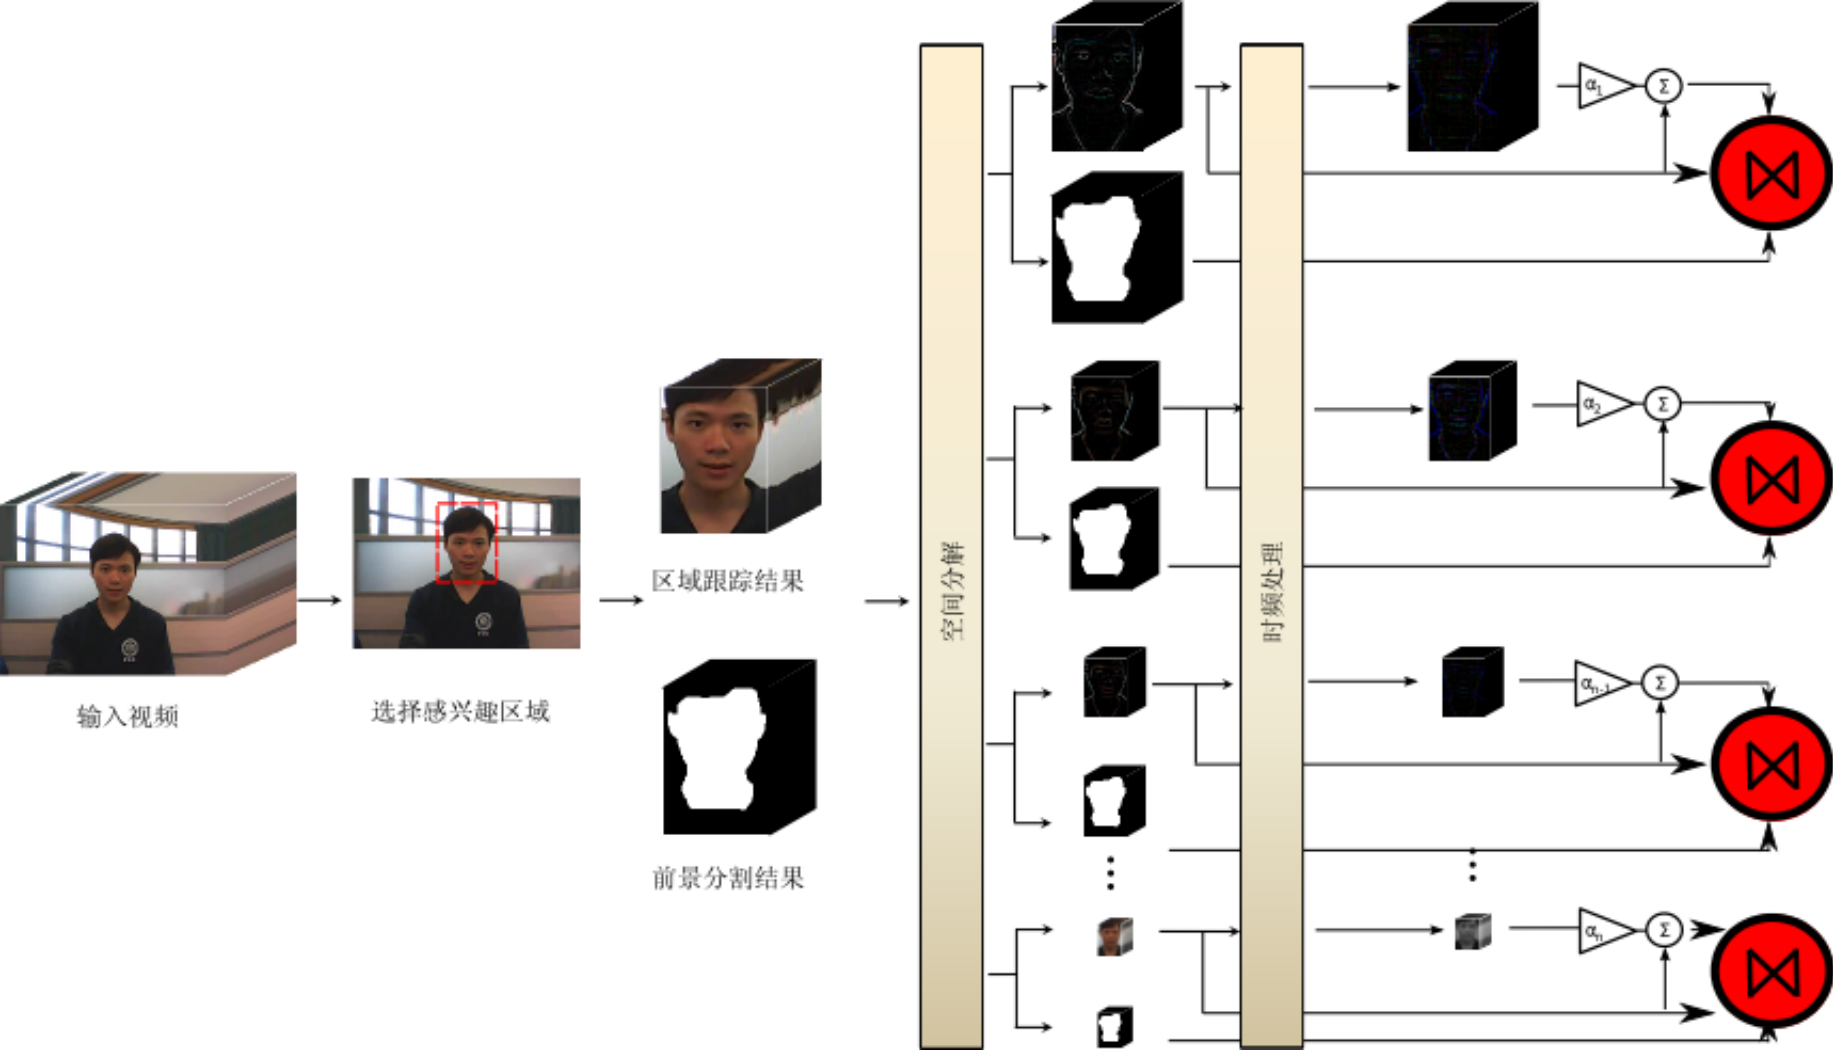 输入视频
选择感兴趣区域
区域跟踪结果
前景分割结果
空间分解
时频处理
α₁
Σ
α₂
Σ
αₙ₋₁
Σ
αₙ
Σ